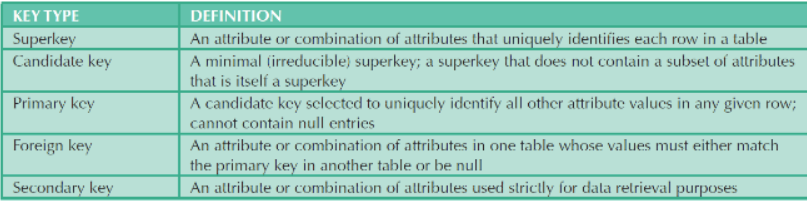 KEY TYPE DEFINITION
Superkey An attribute or combination of attributes that uniquely identifies each row in a table
Candidate key A minimal (irreducible) superkey; a superkey that does not contain a subset of attributes
that is itself a superkey
Primary key A candidate key selected to uniquely identify all other attribute values in any given row;
cannot contain null entries
Foreign key An attribute or combination of attributes in one table whose values must either match
the primary key in another table or be null
Secondary key An attribute or combination of attributes used strictly for data retrieval purposes